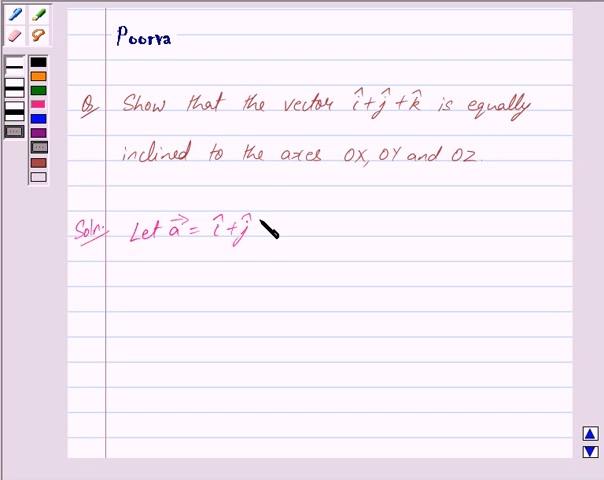 Poorva
Q Show that the vector î + ĵ + k̂ is equally
inclined to the axes OX, OY and OZ.
Soln: Let a⃗ = î + ĵ